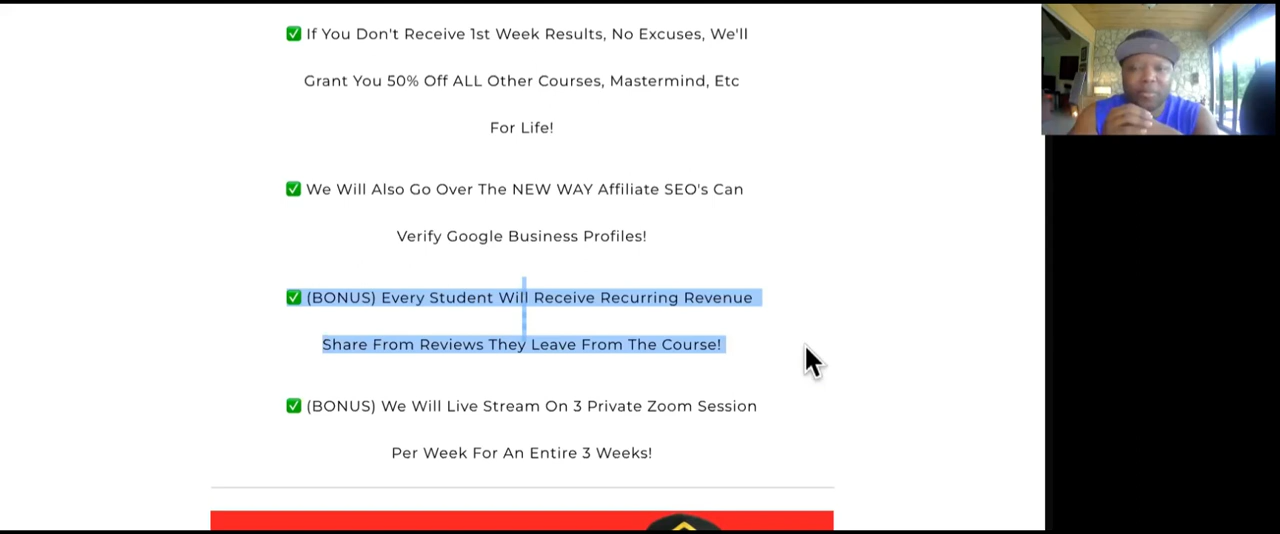 ✅ If You Don't Receive 1st Week Results, No Excuses, We'll
Grant You 50% Off ALL Other Courses, Mastermind, Etc
For Life!
✅ We Will Also Go Over The NEW WAY Affiliate SEO's Can
Verify Google Business Profiles!
✅ (BONUS) Every Student Will Receive Recurring Revenue
Share From Reviews They Leave From The Course!
✅ (BONUS) We Will Live Stream On 3 Private Zoom Session
Per Week For An Entire 3 Weeks!